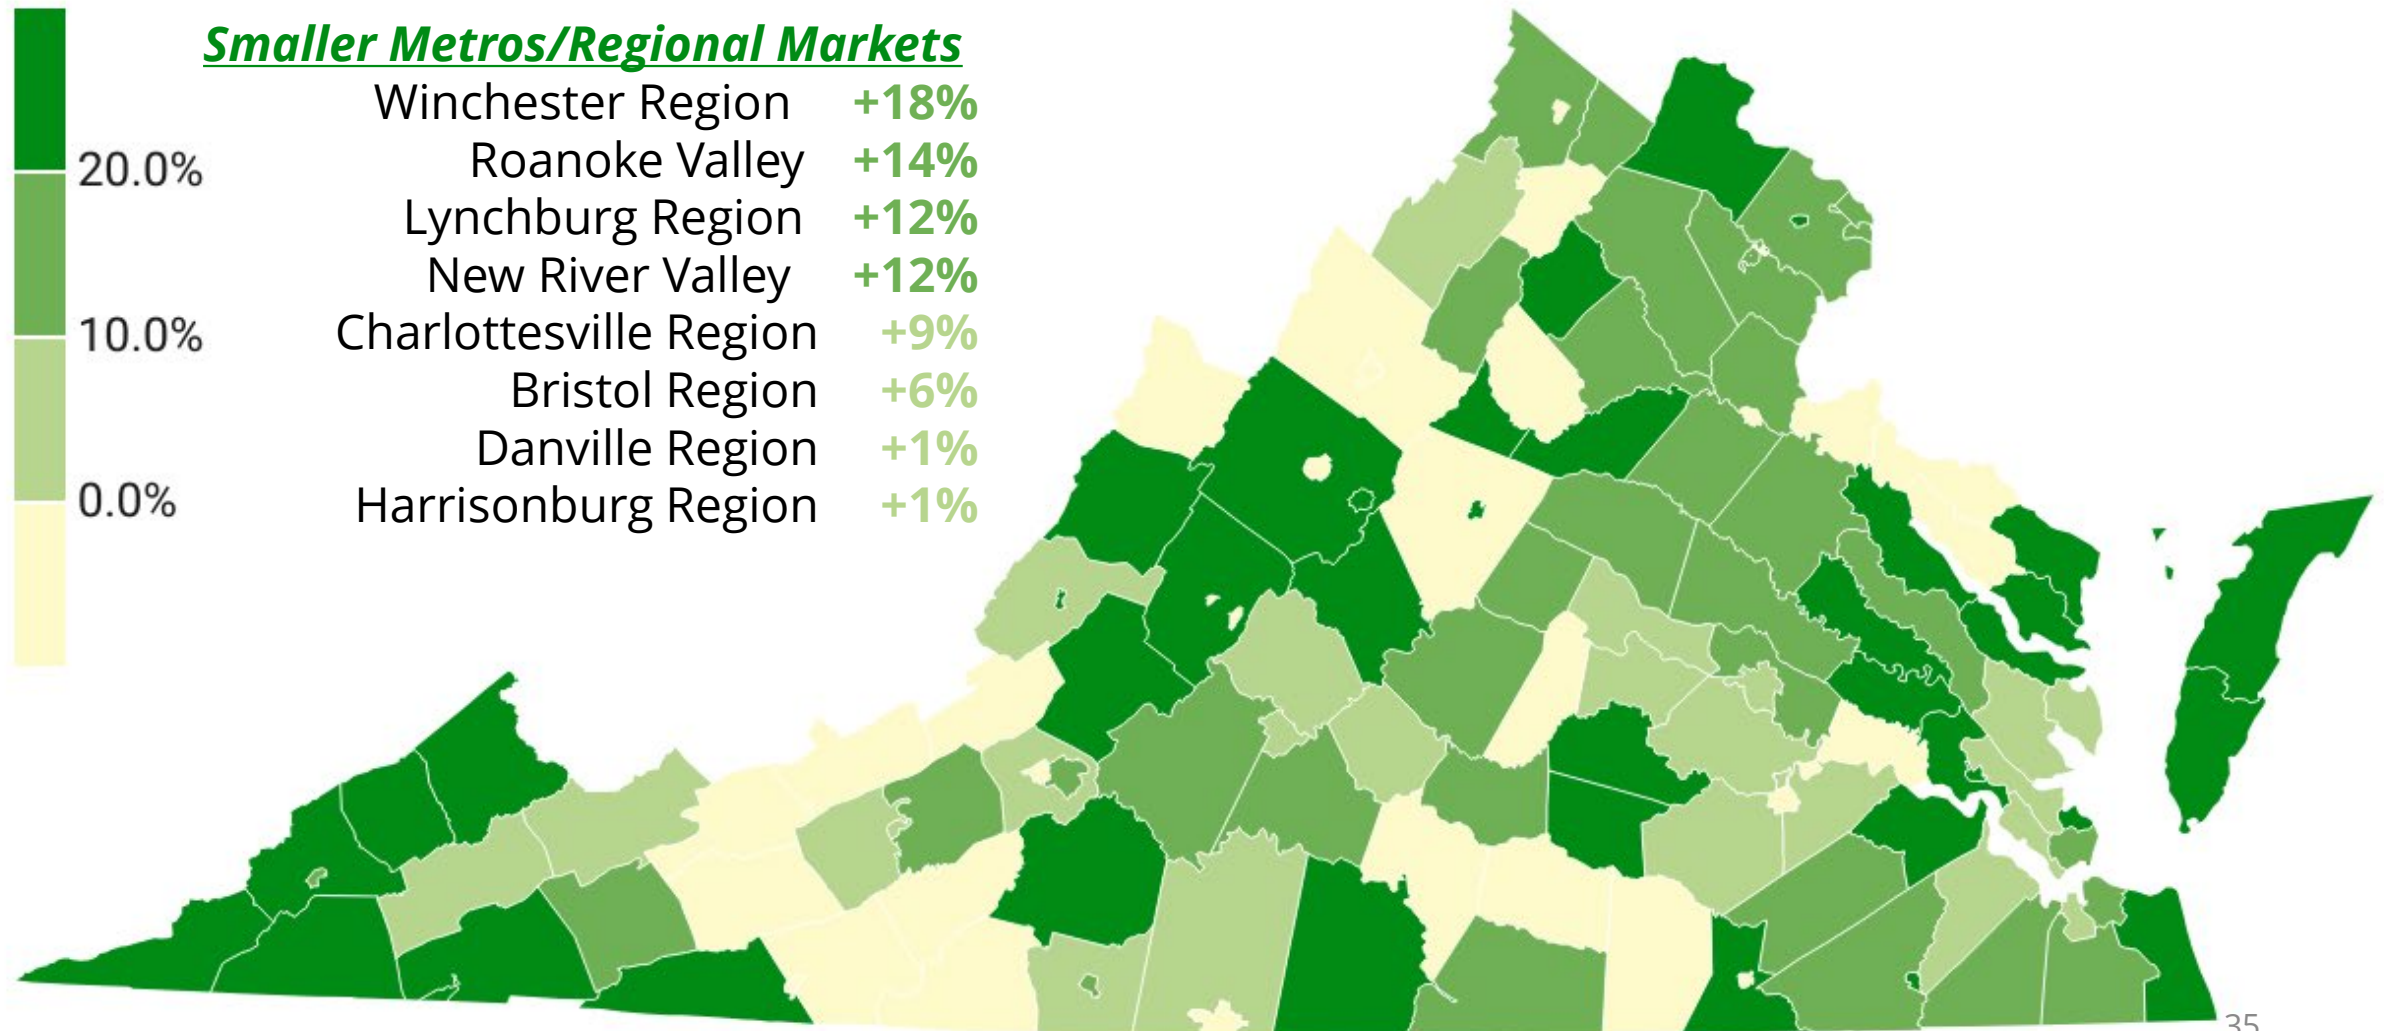 Smaller Metros/Regional Markets
Winchester Region +18%
Roanoke Valley +14%
Lynchburg Region +12%
New River Valley +12%
Charlottesville Region +9%
Bristol Region +6%
Danville Region +1%
Harrisonburg Region +1%
20.0%
10.0%
0.0%
35